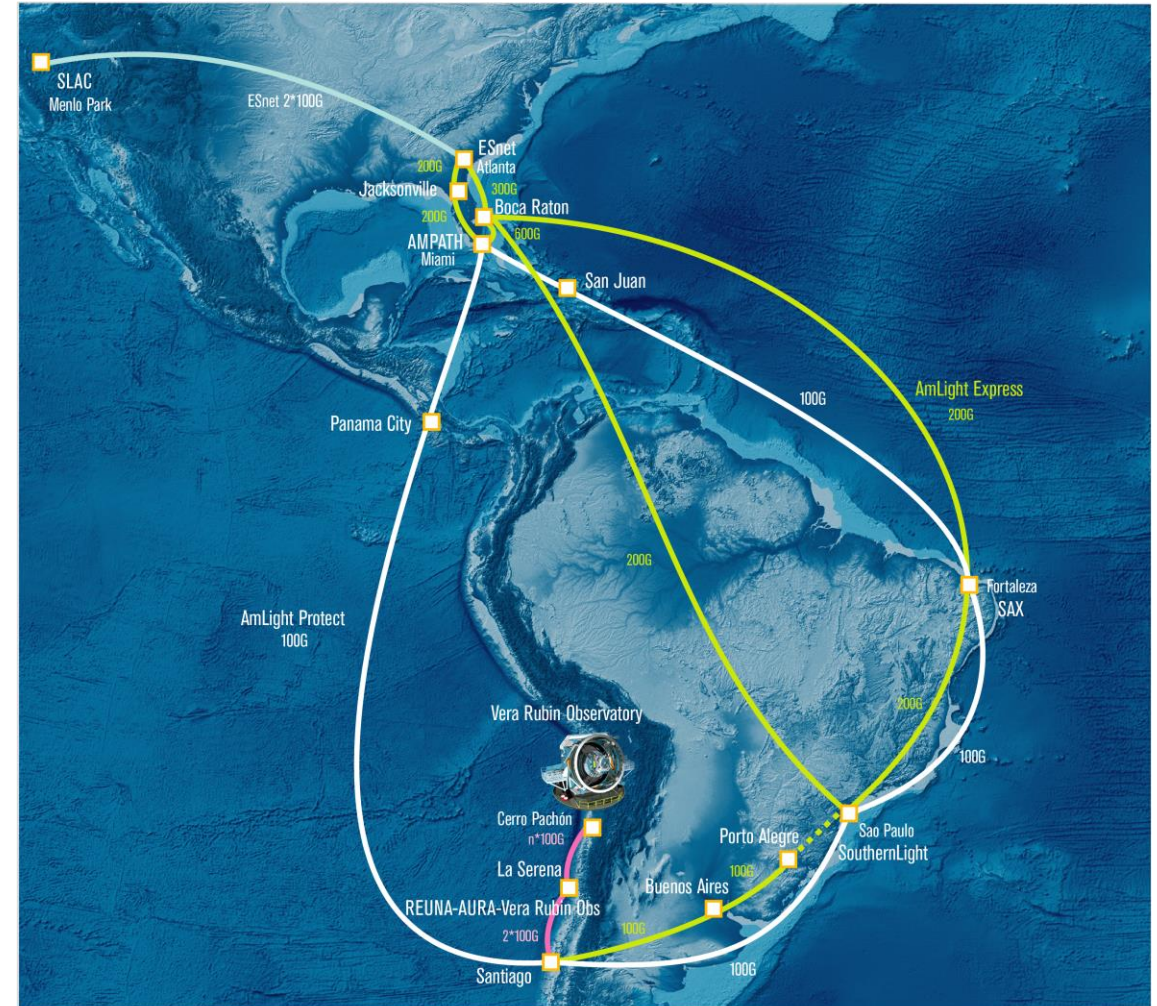 SLAC
Menlo Park
ESnet 2*100G
ESnet
Atlanta
200G
Jacksonville
300G
Boca Raton
200G
600G
AMPATH
Miami
San Juan
AmLight Express
200G
100G
Panama City
200G
Fortaleza
SAX
AmLight Protect
100G
200G
Vera Rubin Observatory
100G
Cerro Pachón
n*100G
Sao Paulo
SouthernLight
Porto Alegre
100G
La Serena
Buenos Aires
REUNA-AURA-Vera Rubin Obs
100G
2*100G
100G
Santiago